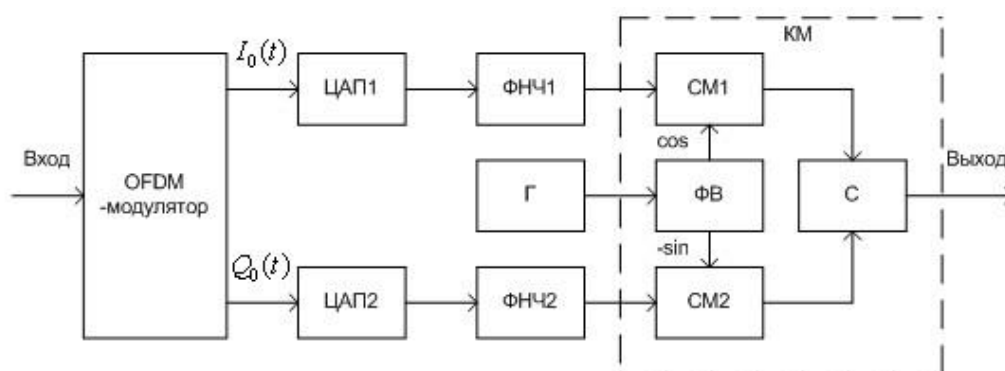 КМ
I₀(t)
ЦАП1
ФНЧ1
СМ1
cos
Вход
OFDM
-модулятор
Г
ФВ
С
Выход
-sin
Q₀(t)
ЦАП2
ФНЧ2
СМ2